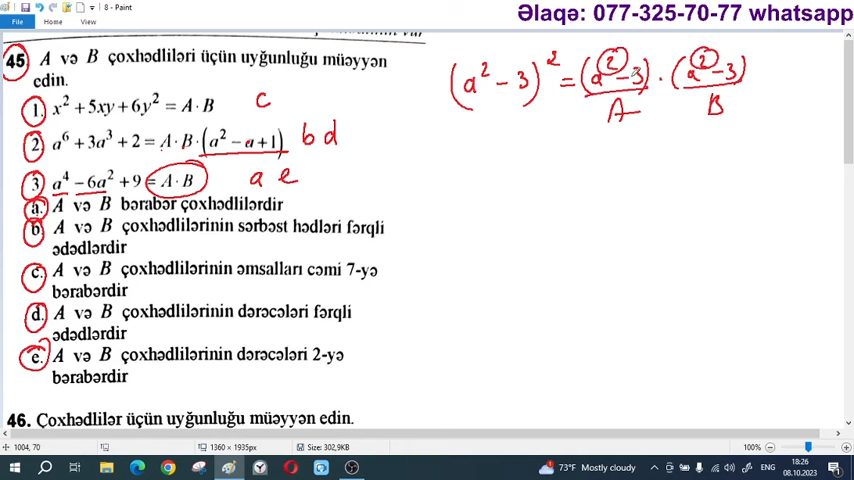 8 - Paint
Əlaqə: 077-325-70-77 whatsapp
File Home View
45 A və B çoxhədliləri üçün uyğunluğu müəyyən
edin.
1. x² + 5xy + 6y² = A · B c
2 a⁶ + 3a³ + 2 = A · B · (a² − a + 1) b d
3 a⁴ − 6a² + 9 = A · B a e
a. A və B bərabər çoxhədlilərdir
b A və B çoxhədlilərinin sərbəst hədləri fərqli
ədədlərdir
c. A və B çoxhədlilərinin əmsalları cəmi 7-yə
bərabərdir
d. A və B çoxhədlilərinin dərəcələri fərqli
ədədlərdir
e. A və B çoxhədlilərinin dərəcələri 2-yə
bərabərdir
46. Çoxhədlilər üçün uyğunluğu müəyyən edin.
(a² − 3)² = (a² − 3) · (a² − 3)
A B
1004, 70 1360 × 1935px Size: 302,9KB 100%
73°F Mostly cloudy ENG 18:26
08.10.2023